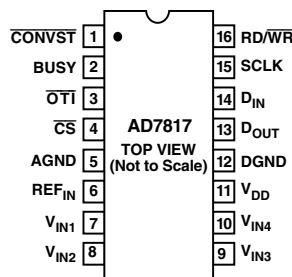 CONVST 1 16 RD/WR
BUSY 2 15 SCLK
OTI 3 14 DIN
CS 4 AD7817 13 DOUT
AGND 5 TOP VIEW 12 DGND
REFIN 6 (Not to Scale) 11 VDD
VIN1 7 10 VIN4
VIN2 8 9 VIN3